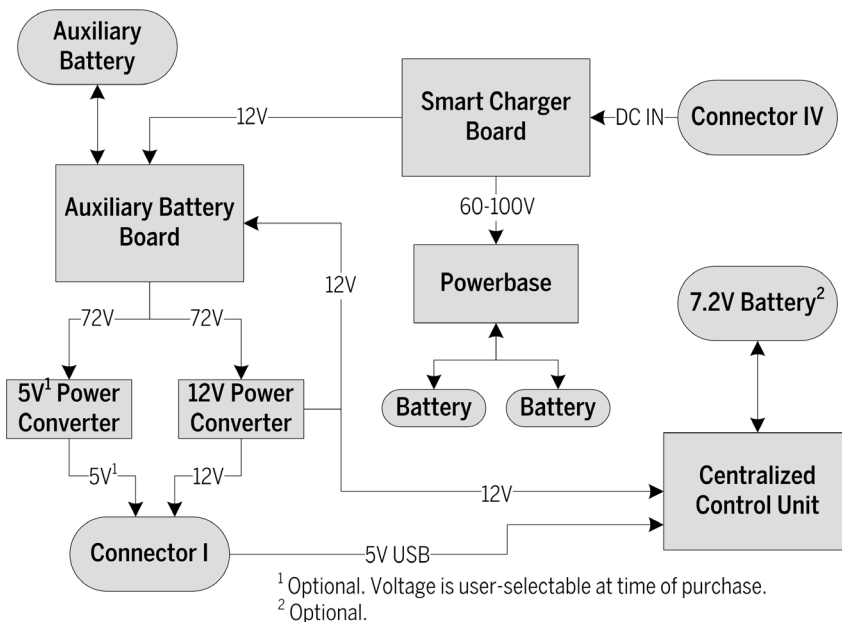 Auxiliary
Battery
12V
Smart Charger
Board
DC IN
Connector IV
Auxiliary Battery
Board
60-100V
12V
Powerbase
7.2V Battery²
72V
72V
5V¹ Power
Converter
12V Power
Converter
Battery
Battery
5V¹
12V
12V
Centralized
Control Unit
Connector I
5V USB
¹ Optional. Voltage is user-selectable at time of purchase.
² Optional.